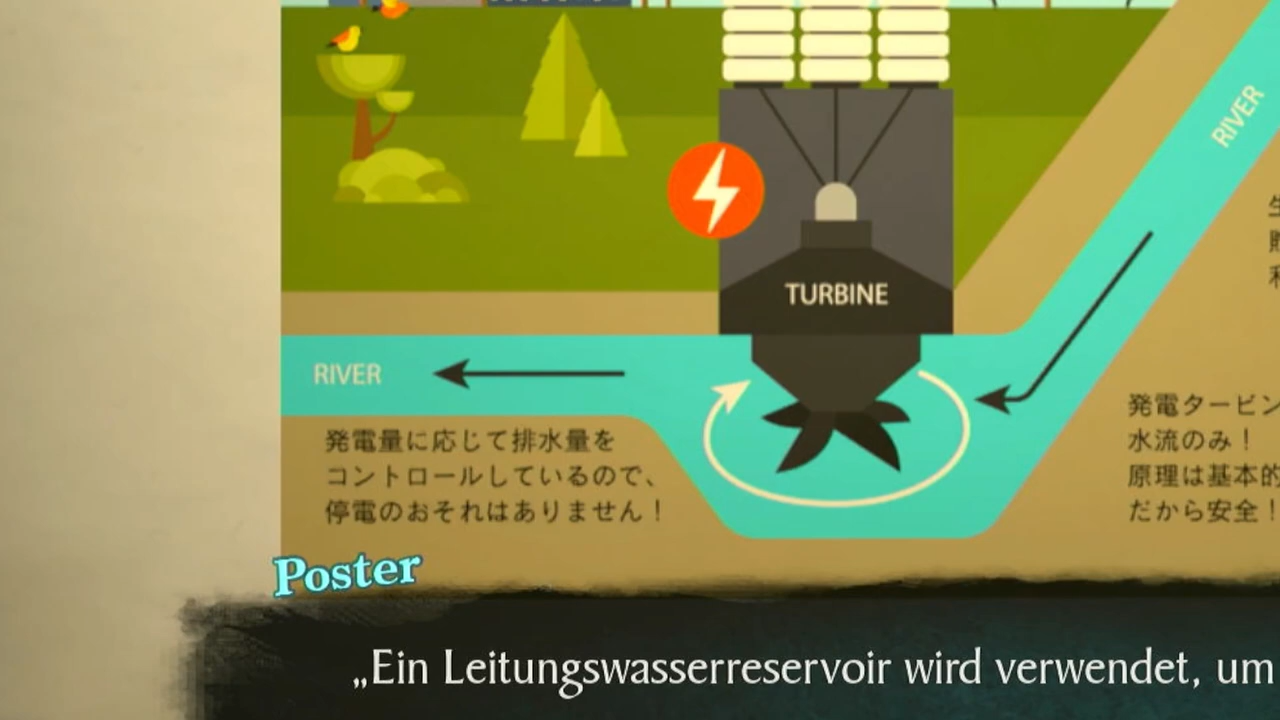 RIVER
TURBINE
RIVER
発電量に応じて排水量を
コントロールしているので、
停電のおそれはありません！
発電タービン
水流のみ！
原理は基本的
だから安全！
Poster
„Ein Leitungswasserreservoir wird verwendet, um